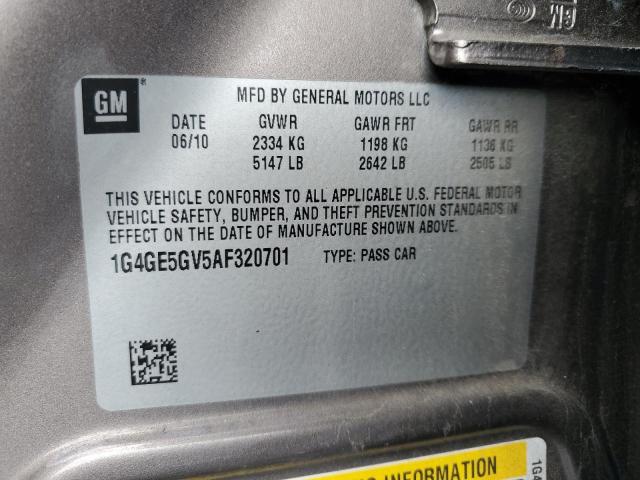 GM
GM ®
MFD BY GENERAL MOTORS LLC
DATE GVWR GAWR FRT GAWR RR
06/10 2334 KG 1198 KG 1136 KG
5147 LB 2642 LB 2505 LB
THIS VEHICLE CONFORMS TO ALL APPLICABLE U.S. FEDERAL MOTOR
VEHICLE SAFETY, BUMPER, AND THEFT PREVENTION STANDARDS IN
EFFECT ON THE DATE OF MANUFACTURE SHOWN ABOVE.
1G4GE5GV5AF320701 TYPE: PASS CAR
INFORMATION
1G4